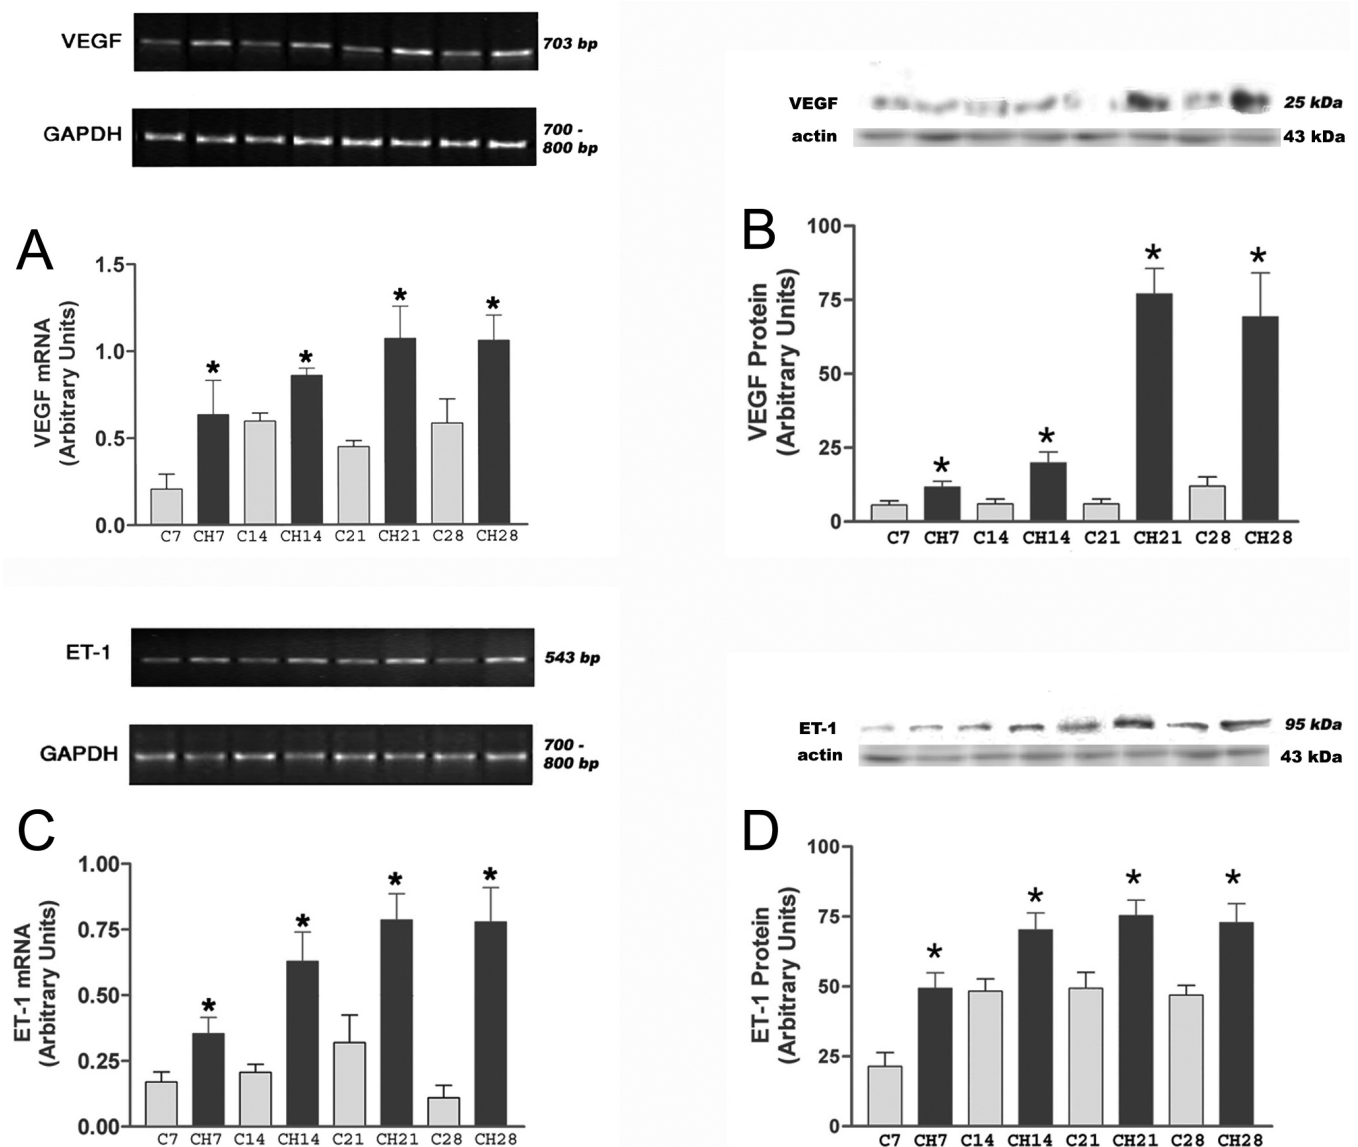 VEGF 703 bp
GAPDH 700 -
800 bp
A
VEGF mRNA
(Arbitrary Units)
1.5
1.0
0.5
0.0
*
*
*
*
C7 CH7 C14 CH14 C21 CH21 C28 CH28
VEGF 25 kDa
actin 43 kDa
B
VEGF Protein
(Arbitrary Units)
100
75
50
25
0
*
*
*
*
C7 CH7 C14 CH14 C21 CH21 C28 CH28
ET-1 543 bp
GAPDH 700 -
800 bp
C
ET-1 mRNA
(Arbitrary Units)
1.00
0.75
0.50
0.25
0.00
*
*
*
*
C7 CH7 C14 CH14 C21 CH21 C28 CH28
ET-1 95 kDa
actin 43 kDa
D
ET-1 Protein
(Arbitrary Units)
100
75
50
25
0
*
*
*
*
C7 CH7 C14 CH14 C21 CH21 C28 CH28